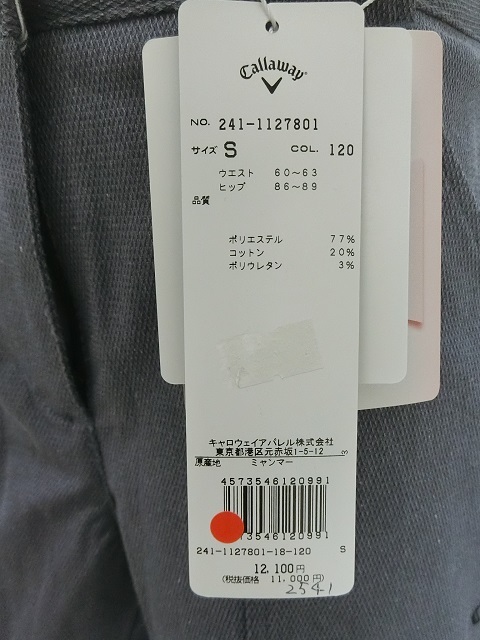 Callaway
NO. 241-1127801
サイズ S COL. 120
ウエスト 60～63
ヒップ 86～89
品質
ポリエステル 77%
コットン 20%
ポリウレタン 3%
キャロウェイアパレル株式会社
東京都港区元赤坂1-5-12 3
原産地 ミャンマー
4573546120991
73546120991
241-1127801-18-120 S
12,100円
(税抜価格 11,000円)
2541